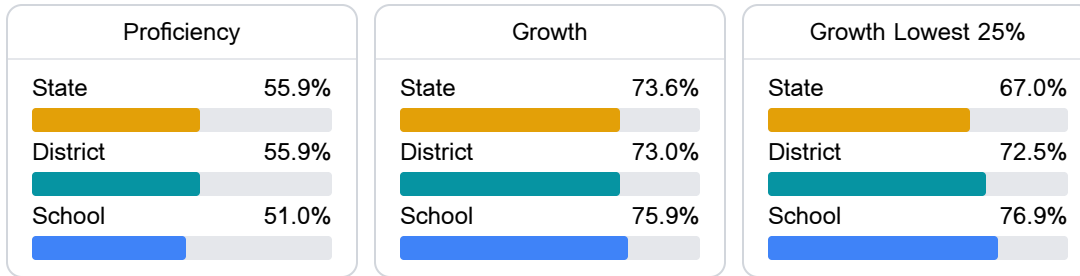 Proficiency
State 55.9%
District 55.9%
School 51.0%
Growth
State 73.6%
District 73.0%
School 75.9%
Growth Lowest 25%
State 67.0%
District 72.5%
School 76.9%